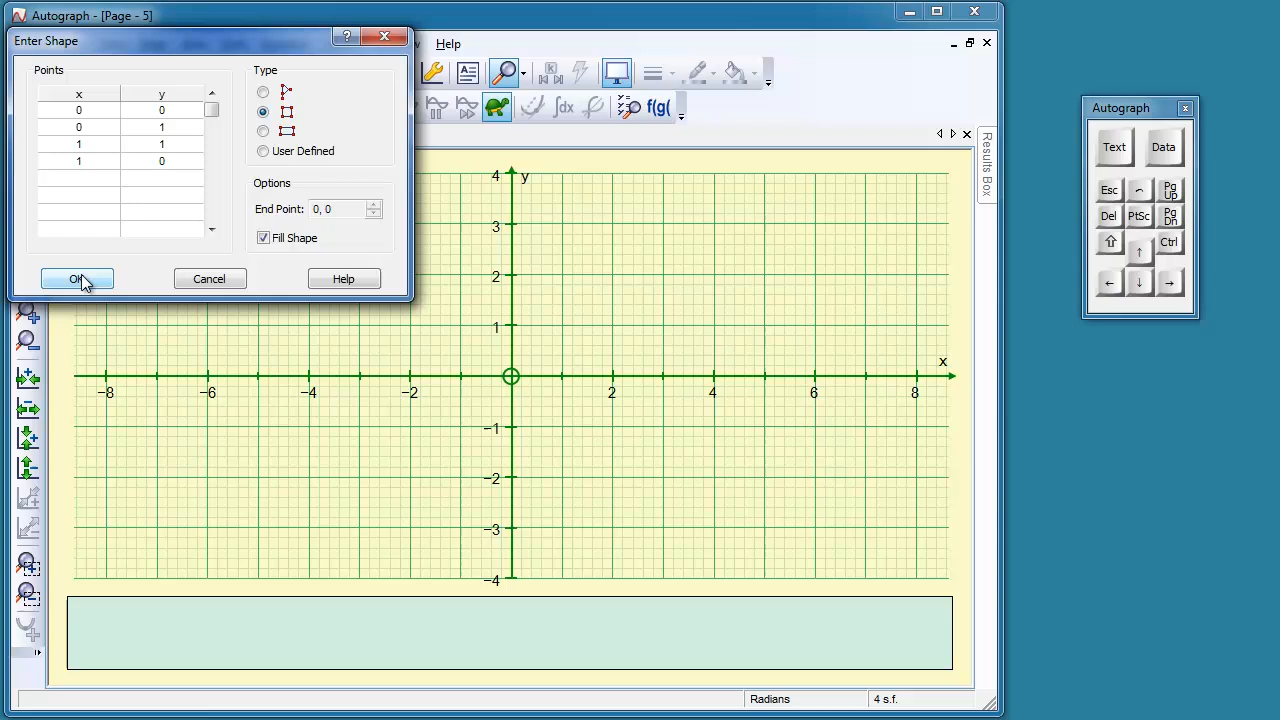 Autograph - [Page - 5]
Enter Shape
?
Help
Points
Type
x y
0 0
0 1
1 1
1 0
User Defined
Options
End Point: 0, 0
Fill Shape
Cancel
Help
f(g(
∫dx
Results Box
y
4
3
2
1
x
−8 −6 −4 −2 2 4 6 8
−1
−2
−3
−4
Radians
4 s.f.
Autograph
Text Data
Esc Pg Up
Del PtSc Pg Dn
Ctrl